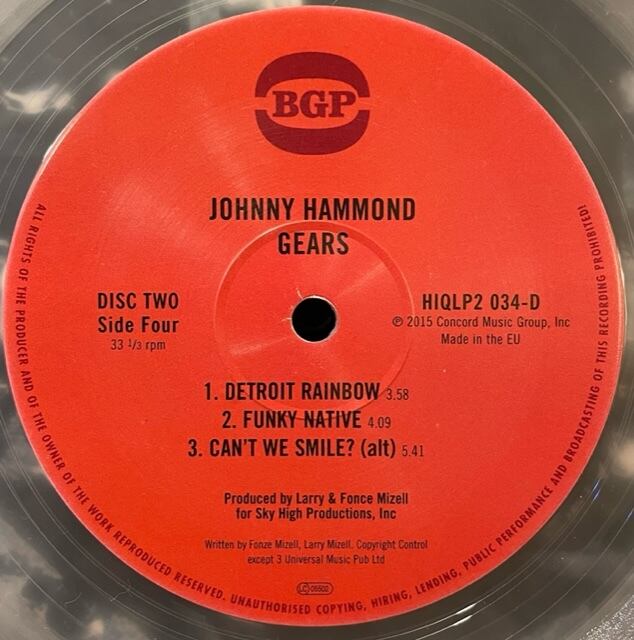 BGP
JOHNNY HAMMOND
GEARS
DISC TWO
Side Four
33 1/3 rpm
HIQLP2 034-D
℗ 2015 Concord Music Group, Inc
Made in the EU
1. DETROIT RAINBOW 3.58
2. FUNKY NATIVE 4.09
3. CAN'T WE SMILE? (alt) 5.41
Produced by Larry & Fonce Mizell
for Sky High Productions, Inc
Written by Fonze Mizell, Larry Mizell. Copyright Control
except 3 Universal Music Pub Ltd
LC 05502
ALL RIGHTS OF THE PRODUCER AND OF THE OWNER OF THE WORK REPRODUCED RESERVED. UNAUTHORISED COPYING, HIRING, LENDING, PUBLIC PERFORMANCE AND BROADCASTING OF THIS RECORDING PROHIBITED!